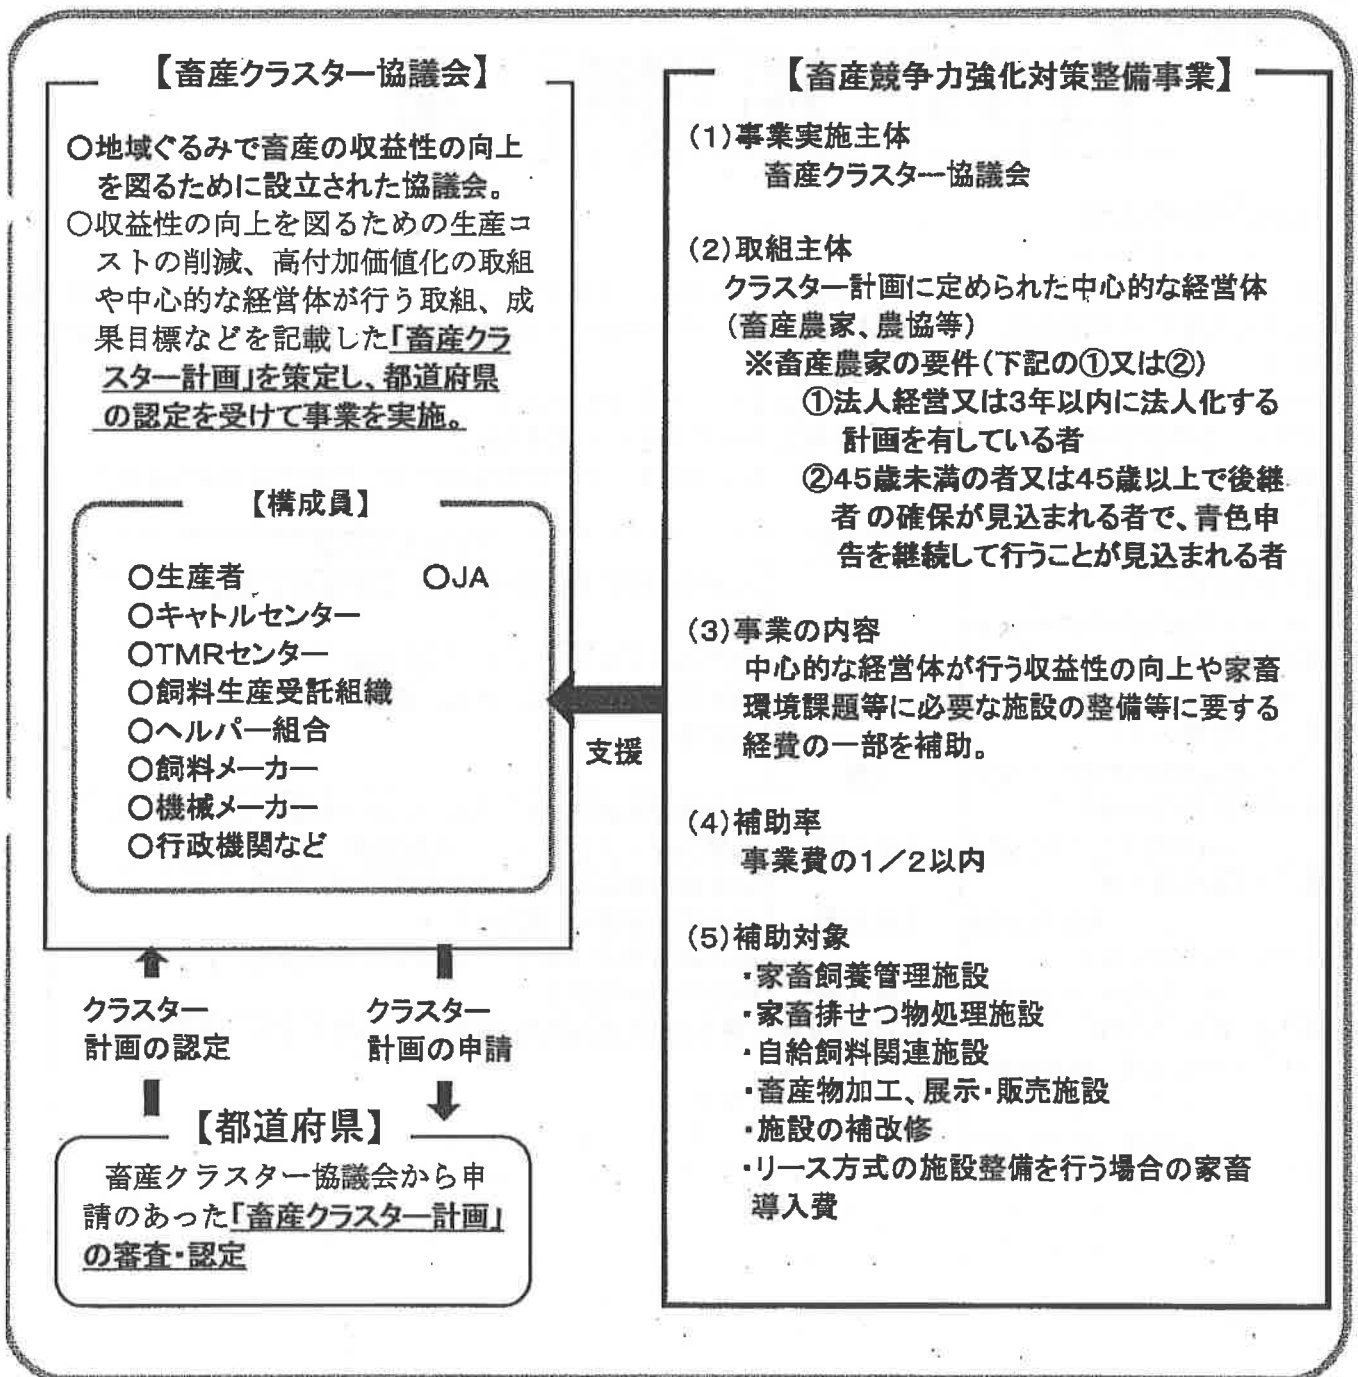 【畜産クラスター協議会】
○地域ぐるみで畜産の収益性の向上
を図るために設立された協議会。
○収益性の向上を図るための生産コ
ストの削減、高付加価値化の取組
や中心的な経営体が行う取組、成
果目標などを記載した「畜産クラ
スター計画」を策定し、都道府県
の認定を受けて事業を実施。
【構成員】
○生産者 ○JA
○キャトルセンター
○TMRセンター
○飼料生産受託組織
○ヘルパー組合
○飼料メーカー
○機械メーカー
○行政機関など
クラスター
計画の認定
クラスター
計画の申請
【都道府県】
畜産クラスター協議会から申
請のあった「畜産クラスター計画」
の審査・認定
支援
【畜産競争力強化対策整備事業】
(1)事業実施主体
畜産クラスター協議会
(2)取組主体
クラスター計画に定められた中心的な経営体
(畜産農家、農協等)
※畜産農家の要件(下記の①又は②)
①法人経営又は3年以内に法人化する
計画を有している者
②45歳未満の者又は45歳以上で後継
者の確保が見込まれる者で、青色申
告を継続して行うことが見込まれる者
(3)事業の内容
中心的な経営体が行う収益性の向上や家畜
環境課題等に必要な施設の整備等に要する
経費の一部を補助。
(4)補助率
事業費の1/2以内
(5)補助対象
・家畜飼養管理施設
・家畜排せつ物処理施設
・自給飼料関連施設
・畜産物加工、展示・販売施設
・施設の補改修
・リース方式の施設整備を行う場合の家畜
導入費